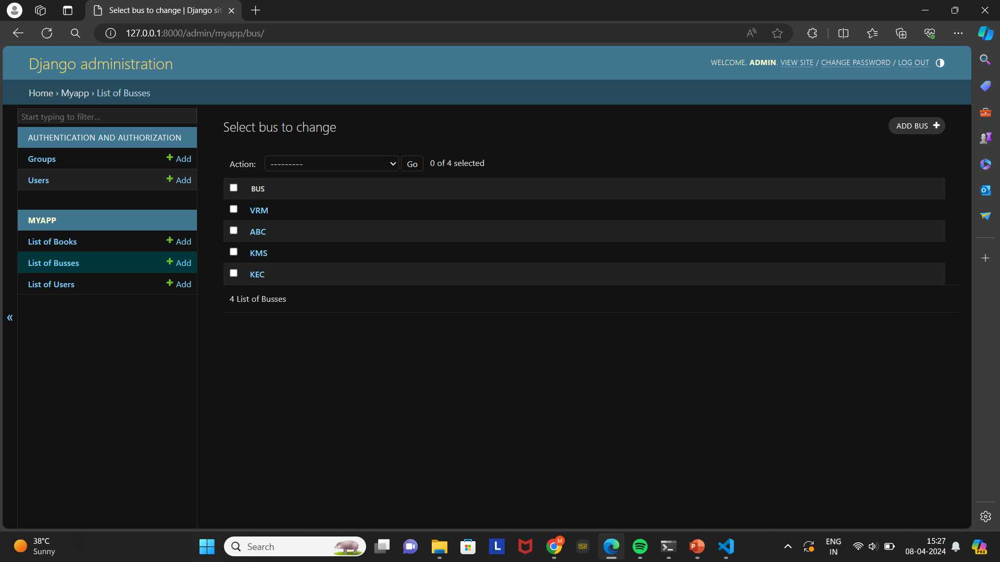 Select bus to change | Django sit
127.0.0.1:8000/admin/myapp/bus/
Django administration
WELCOME, ADMIN. VIEW SITE / CHANGE PASSWORD / LOG OUT
Home › Myapp › List of Busses
Start typing to filter...
AUTHENTICATION AND AUTHORIZATION
Groups + Add
Users + Add
MYAPP
List of Books + Add
List of Busses + Add
List of Users + Add
«
Select bus to change
ADD BUS +
Action: --------- Go 0 of 4 selected
BUS
VRM
ABC
KMS
KEC
4 List of Busses
38°C
Sunny
Search
L
M
P
ENG
IN
15:27
08-04-2024
PRE